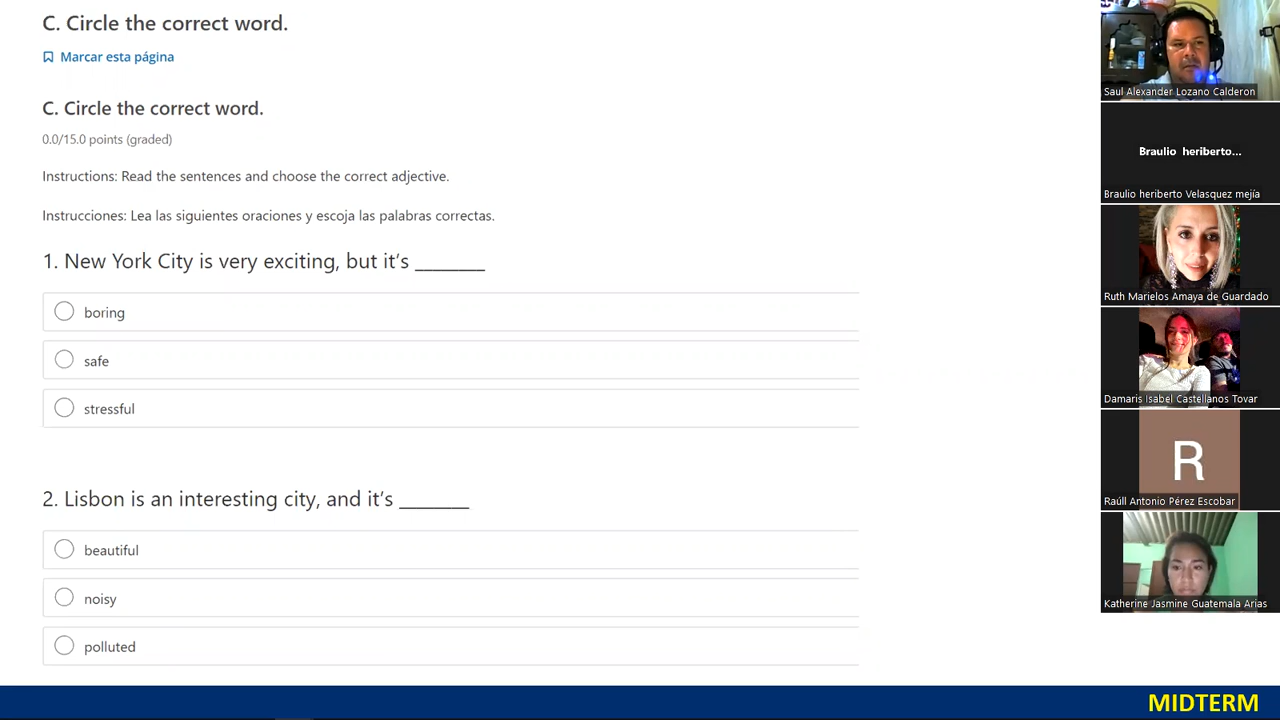 C. Circle the correct word.
Marcar esta página
C. Circle the correct word.
0.0/15.0 points (graded)
Instructions: Read the sentences and choose the correct adjective.
Instrucciones: Lea las siguientes oraciones y escoja las palabras correctas.
1. New York City is very exciting, but it’s _______
boring
safe
stressful
2. Lisbon is an interesting city, and it’s _______
beautiful
noisy
polluted
Saul Alexander Lozano Calderon
Braulio heriberto...
Braulio heriberto Velasquez mejía
Ruth Marielos Amaya de Guardado
Damaris Isabel Castellanos Tovar
R
Raúll Antonio Pérez Escobar
Katherine Jasmine Guatemala Arias
MIDTERM